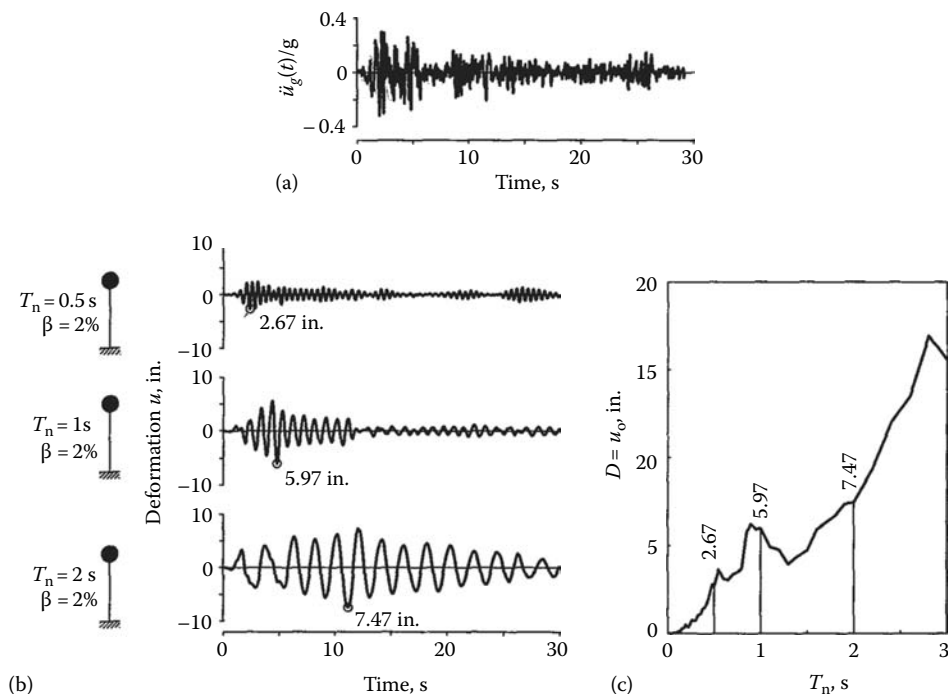 0.4
0
−0.4
ü_g(t)/g
0 10 20 30
Time, s
(a)
T_n = 0.5 s
β = 2%
T_n = 1s
β = 2%
T_n = 2 s
β = 2%
Deformation u, in.
10
0
−10
2.67 in.
10
0
−10
5.97 in.
10
0
−10
7.47 in.
0 10 20 30
Time, s
(b)
20
15
20
5
0
D = u_o, in.
2.67
5.97
7.47
0 1 2 3
T_n, s
(c)